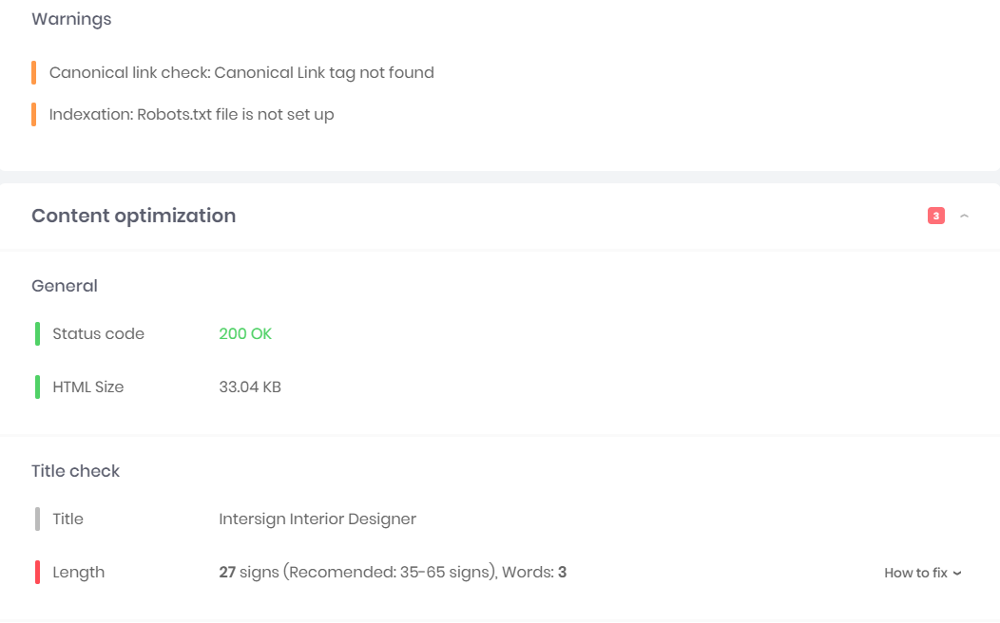 Warnings
Canonical link check: Canonical Link tag not found
Indexation: Robots.txt file is not set up
Content optimization 3
General
Status code 200 OK
HTML Size 33.04 KB
Title check
Title Intersign Interior Designer
Length 27 signs (Recomended: 35-65 signs), Words: 3 How to fix